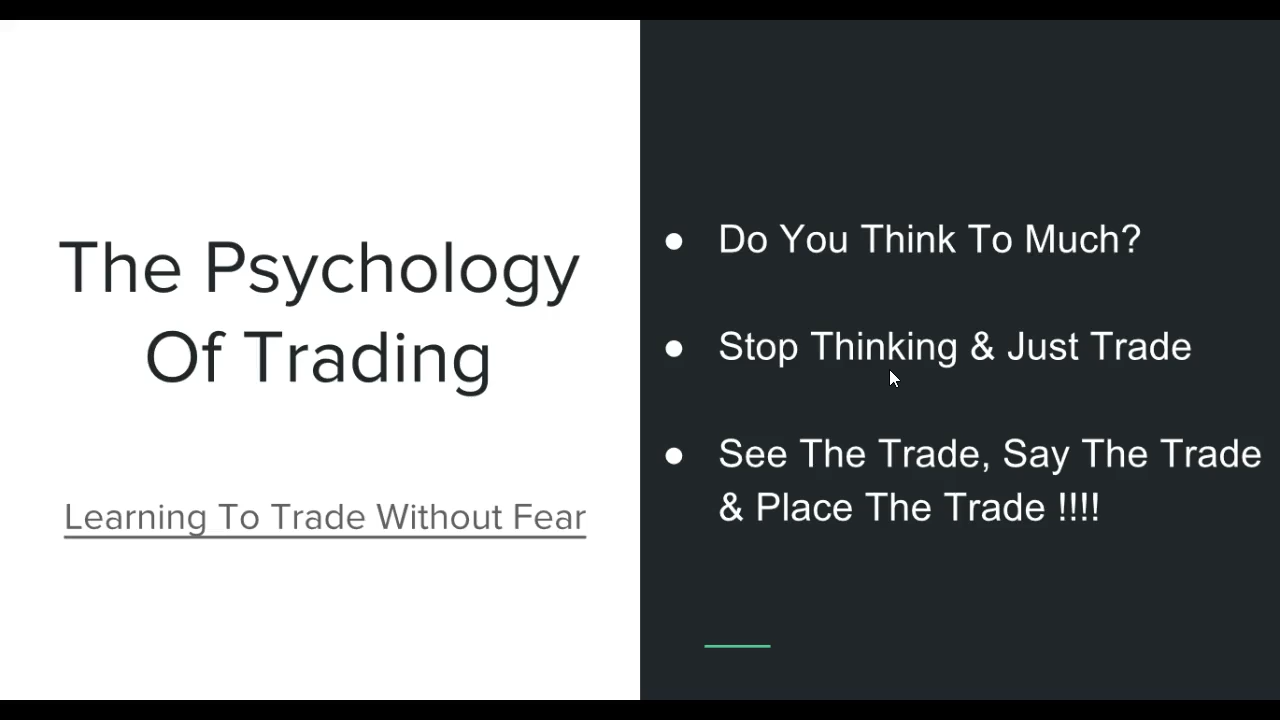 The Psychology
Of Trading
Learning To Trade Without Fear
● Do You Think To Much?
● Stop Thinking & Just Trade
● See The Trade, Say The Trade
& Place The Trade !!!!